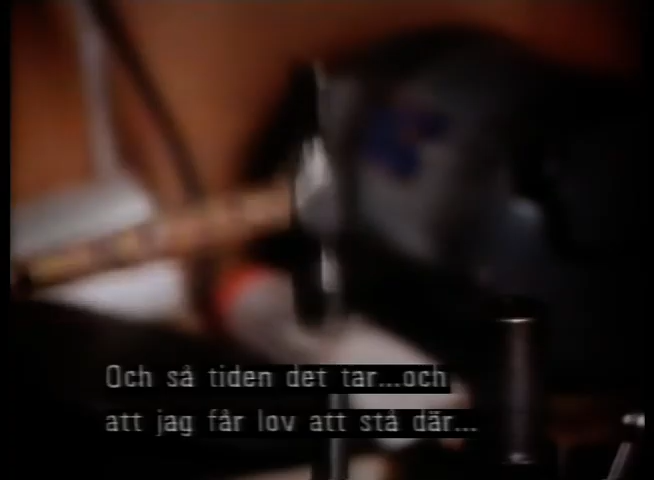 Och så tiden det tar...och
att jag får lov att stå där...